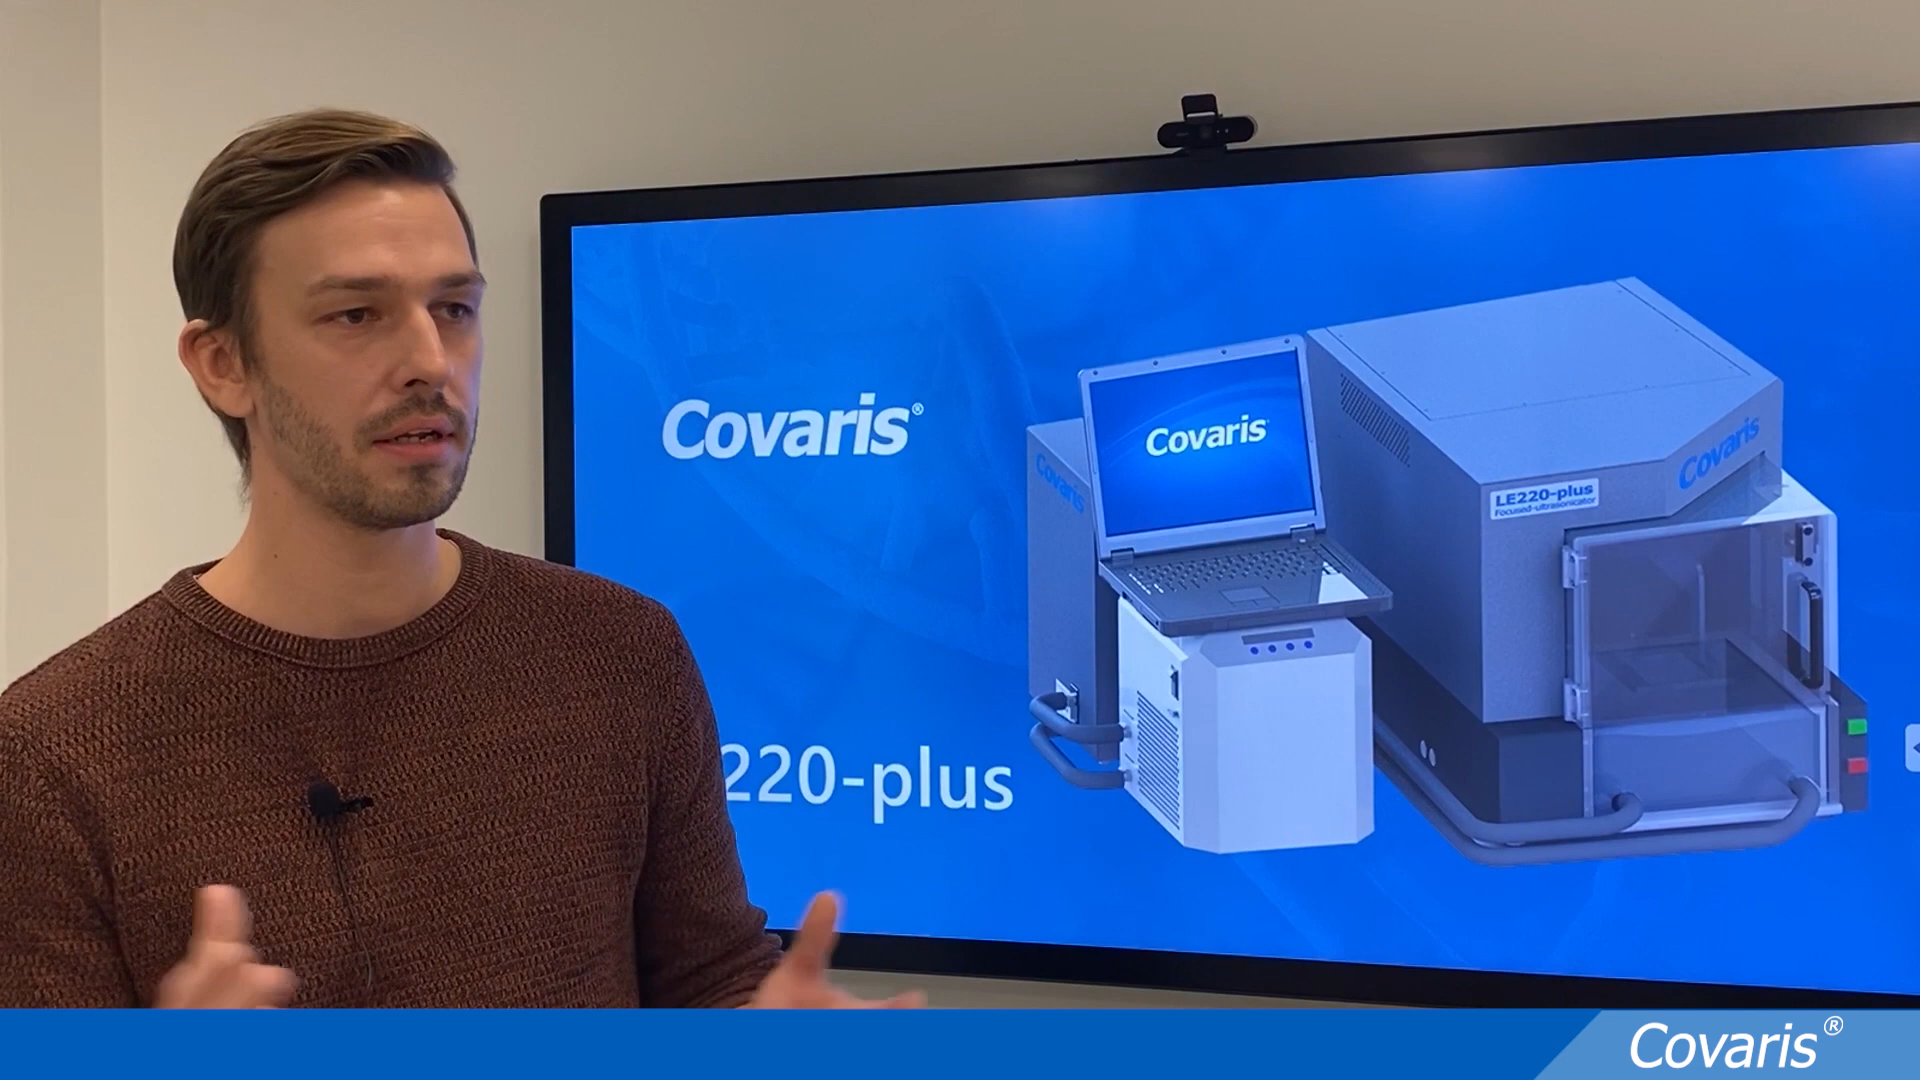 Covaris®
Covaris
Covaris
Covaris
LE220-plus
Focused-ultrasonicator
220-plus
Covaris®